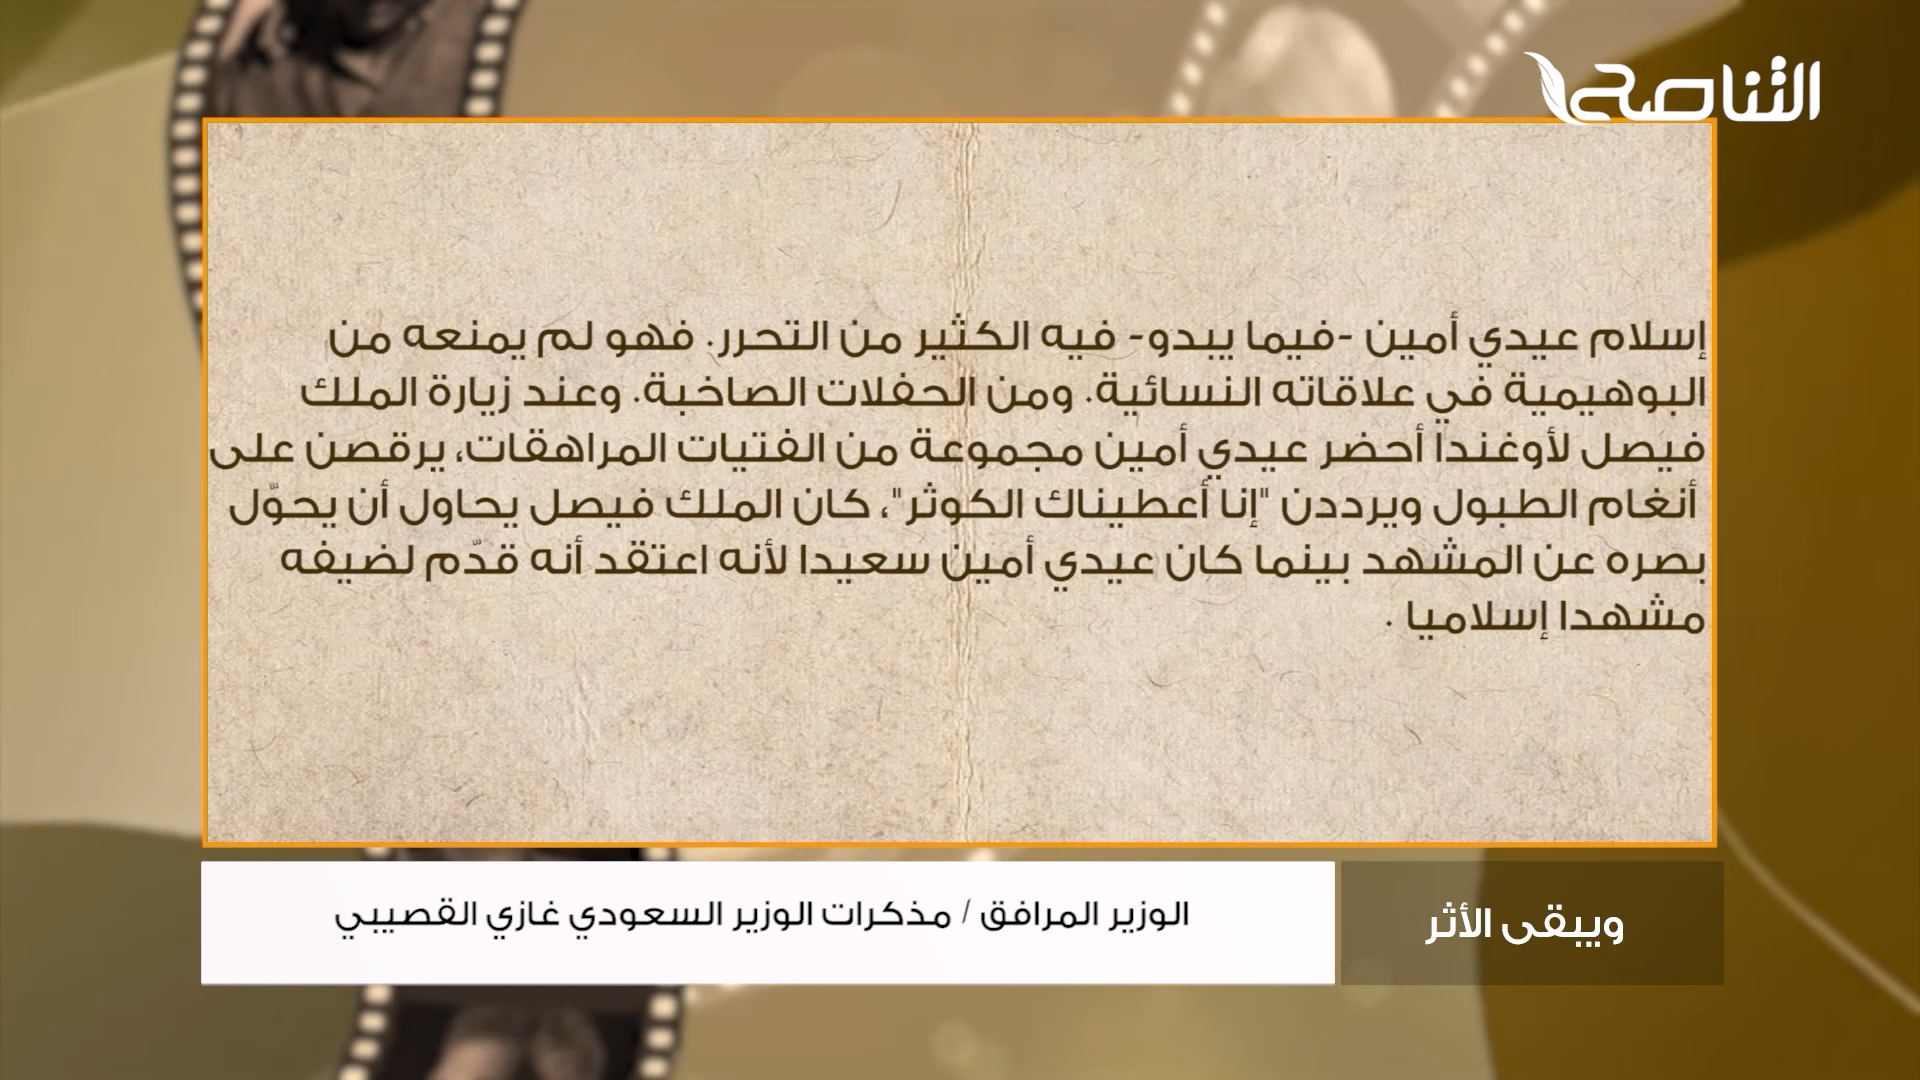 التناصح
إسلام عيدي أمين -فيما يبدو- فيه الكثير من التحرر. فهو لم يمنعه من
البوهيمية في علاقاته النسائية. ومن الحفلات الصاخبة. وعند زيارة الملك
فيصل لأوغندا أحضر عيدي أمين مجموعة من الفتيات المراهقات، يرقصن على
أنغام الطبول ويرددن "إنا أعطيناك الكوثر"، كان الملك فيصل يحاول أن يحوّل
بصره عن المشهد بينما كان عيدي أمين سعيدا لأنه اعتقد أنه قدّم لضيفه
مشهدا إسلاميا .
ويبقى الأثر
الوزير المرافق / مذكرات الوزير السعودي غازي القصيبي